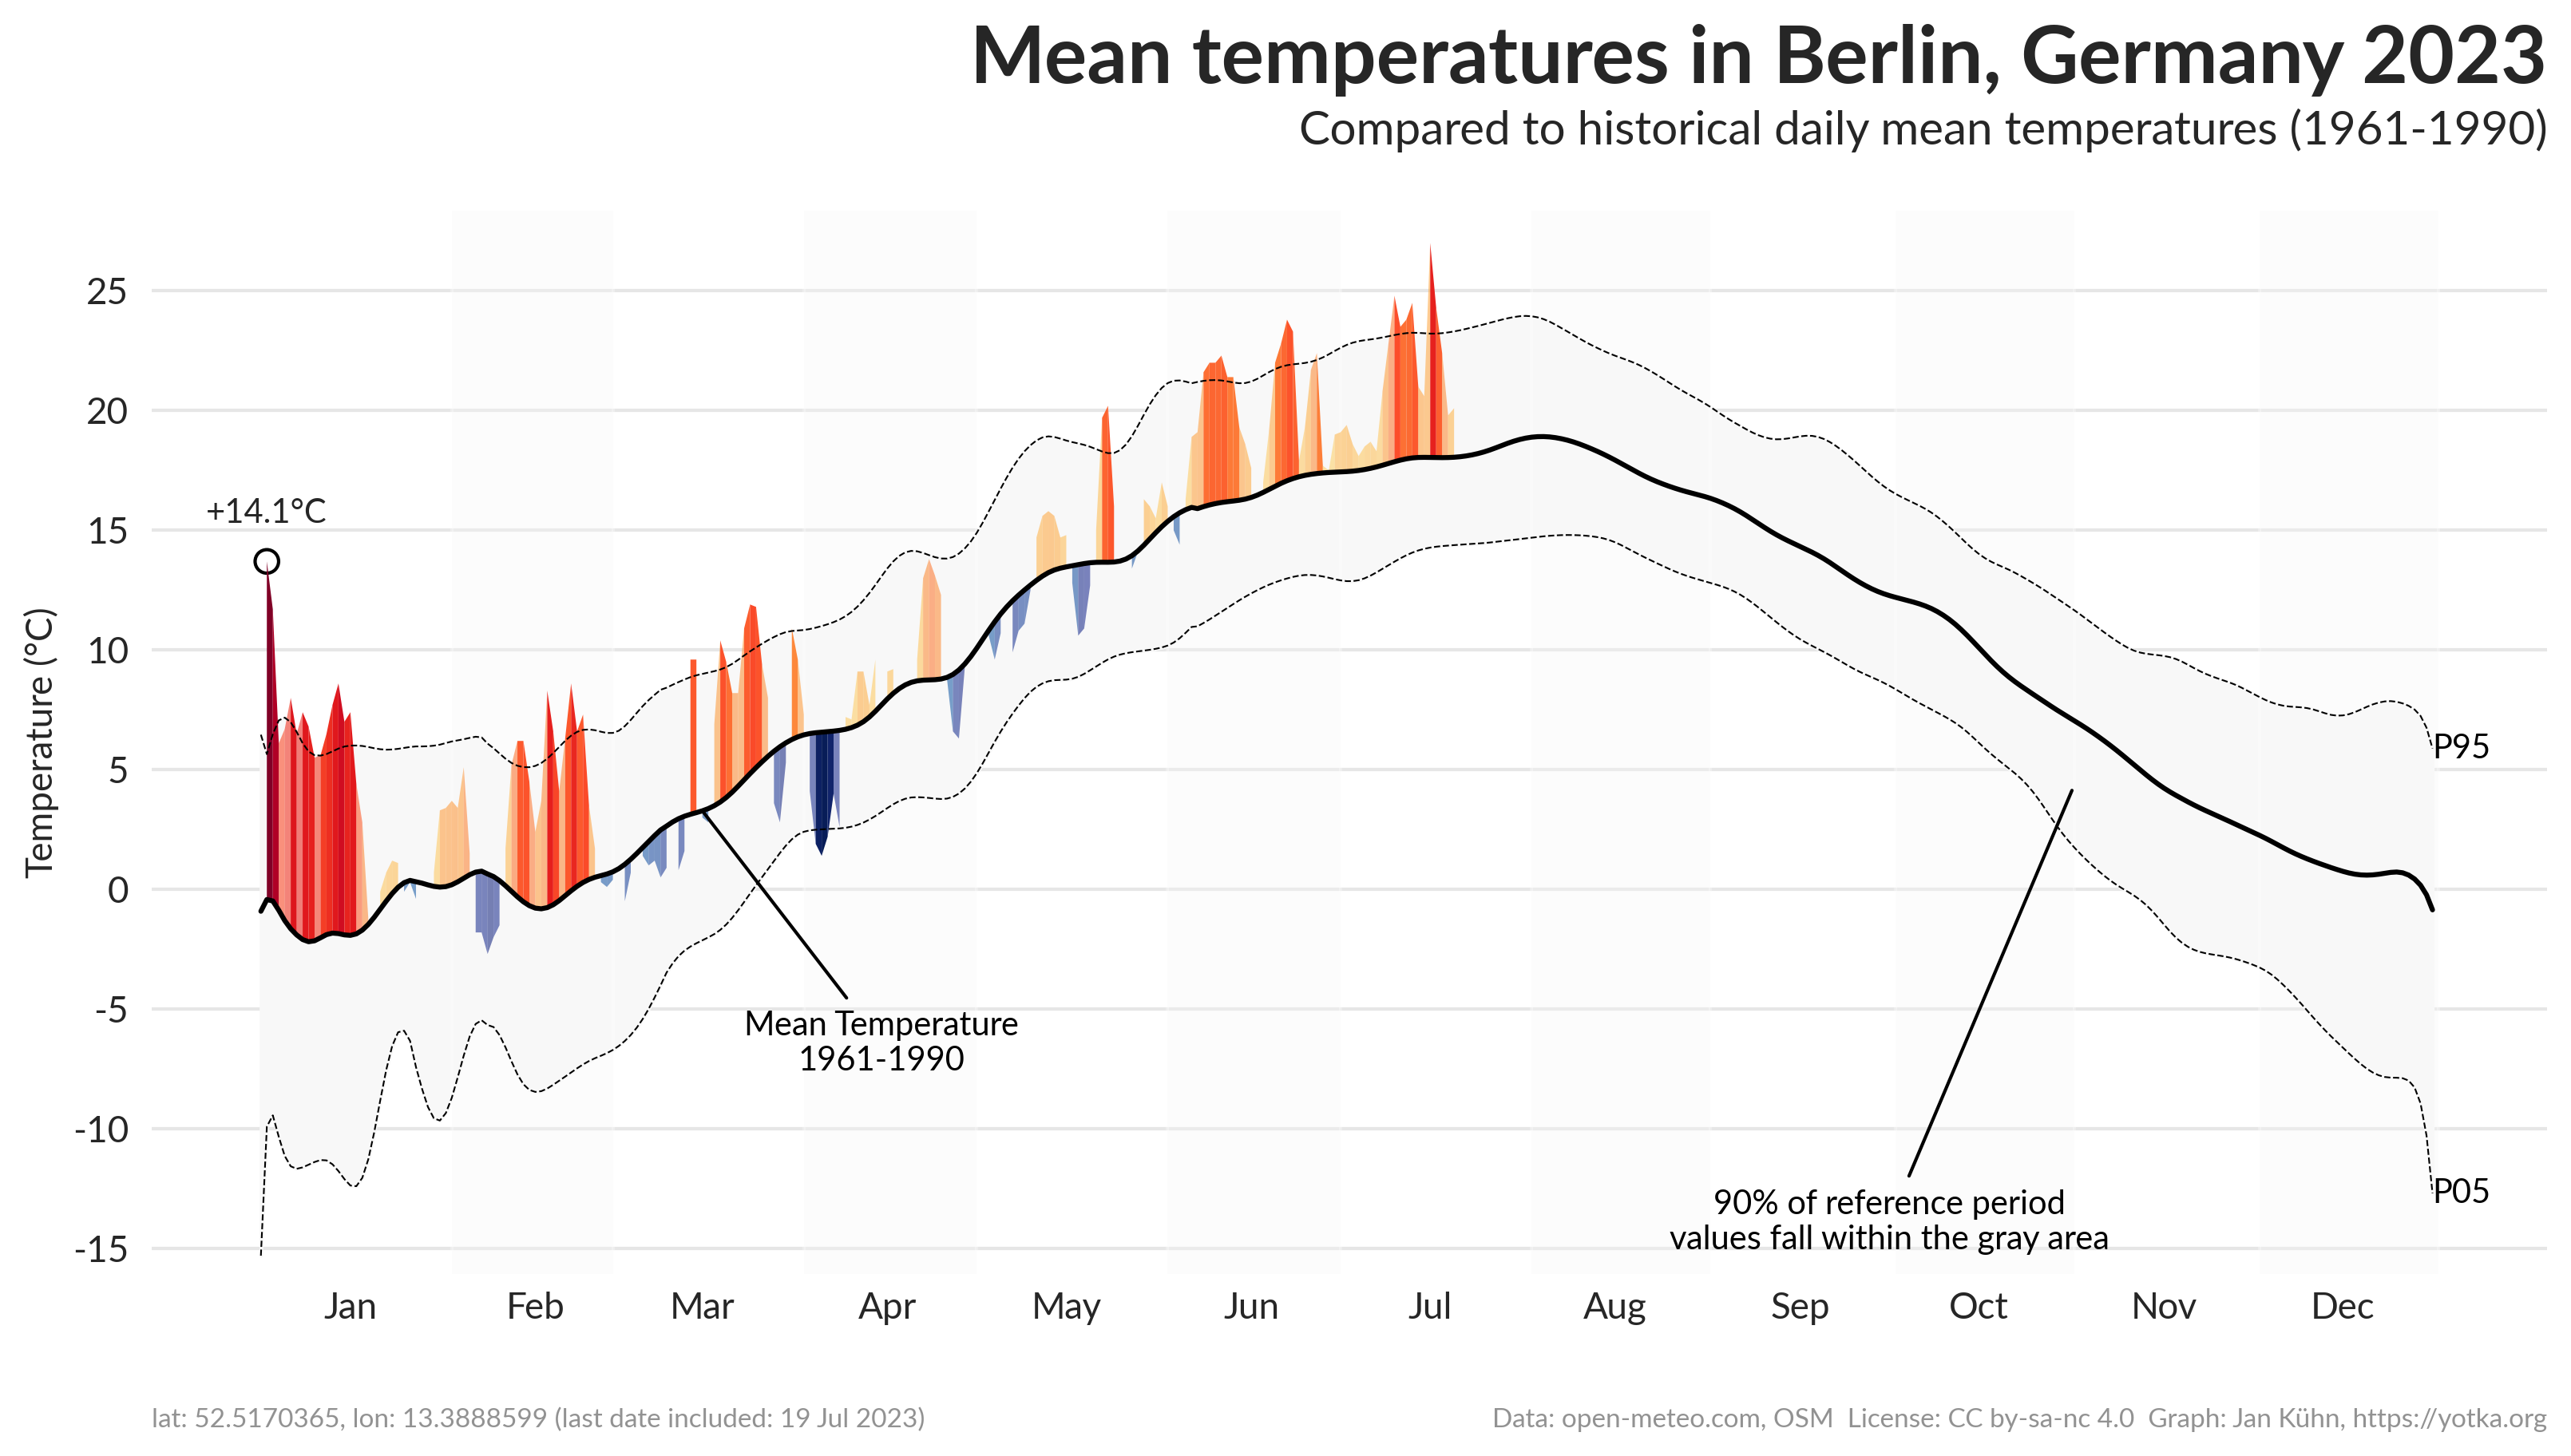 Mean temperatures in Berlin, Germany 2023
Compared to historical daily mean temperatures (1961-1990)
Temperature (°C)
25
20
15
10
5
0
-5
-10
-15
+14.1°C
P95
Mean Temperature
1961-1990
P05
90% of reference period
values fall within the gray area
Jan Feb Mar Apr May Jun Jul Aug Sep Oct Nov Dec
lat: 52.5170365, lon: 13.3888599 (last date included: 19 Jul 2023)
Data: open-meteo.com, OSM License: CC by-sa-nc 4.0 Graph: Jan Kühn, https://yotka.org